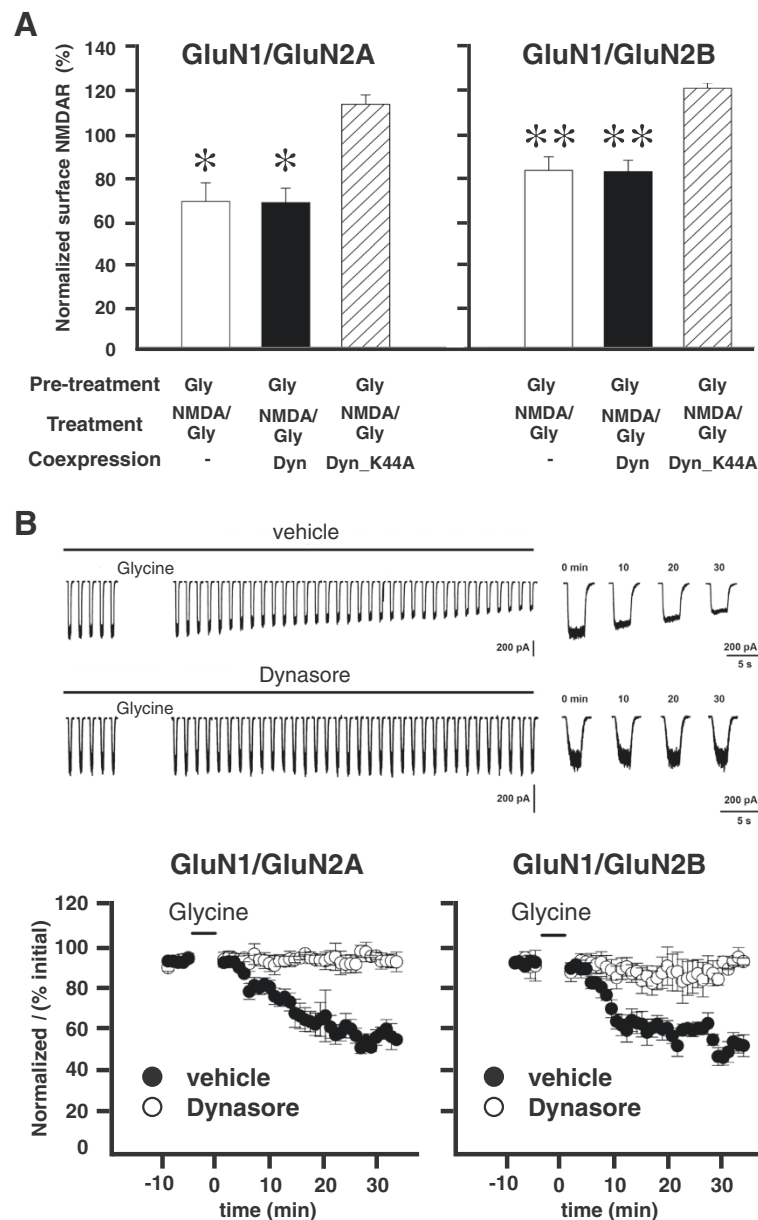 A
GluN1/GluN2A GluN1/GluN2B
Normalized surface NMDAR (%)
140
120
100
80
60
40
20
0
* * ** **
Pre-treatment Gly Gly Gly Gly Gly Gly
Treatment NMDA/ NMDA/ NMDA/ NMDA/ NMDA/ NMDA/
Gly Gly Gly Gly Gly Gly
Coexpression - Dyn Dyn_K44A - Dyn Dyn_K44A
B
vehicle
Glycine
0 min 10 20 30
200 pA
200 pA
5 s
Dynasore
Glycine
0 min 10 20 30
200 pA
200 pA
5 s
GluN1/GluN2A GluN1/GluN2B
Normalized I (% initial)
120
100
80
60
40
20
0
Glycine Glycine
vehicle vehicle
Dynasore Dynasore
-10 0 10 20 30 -10 0 10 20 30
time (min) time (min)